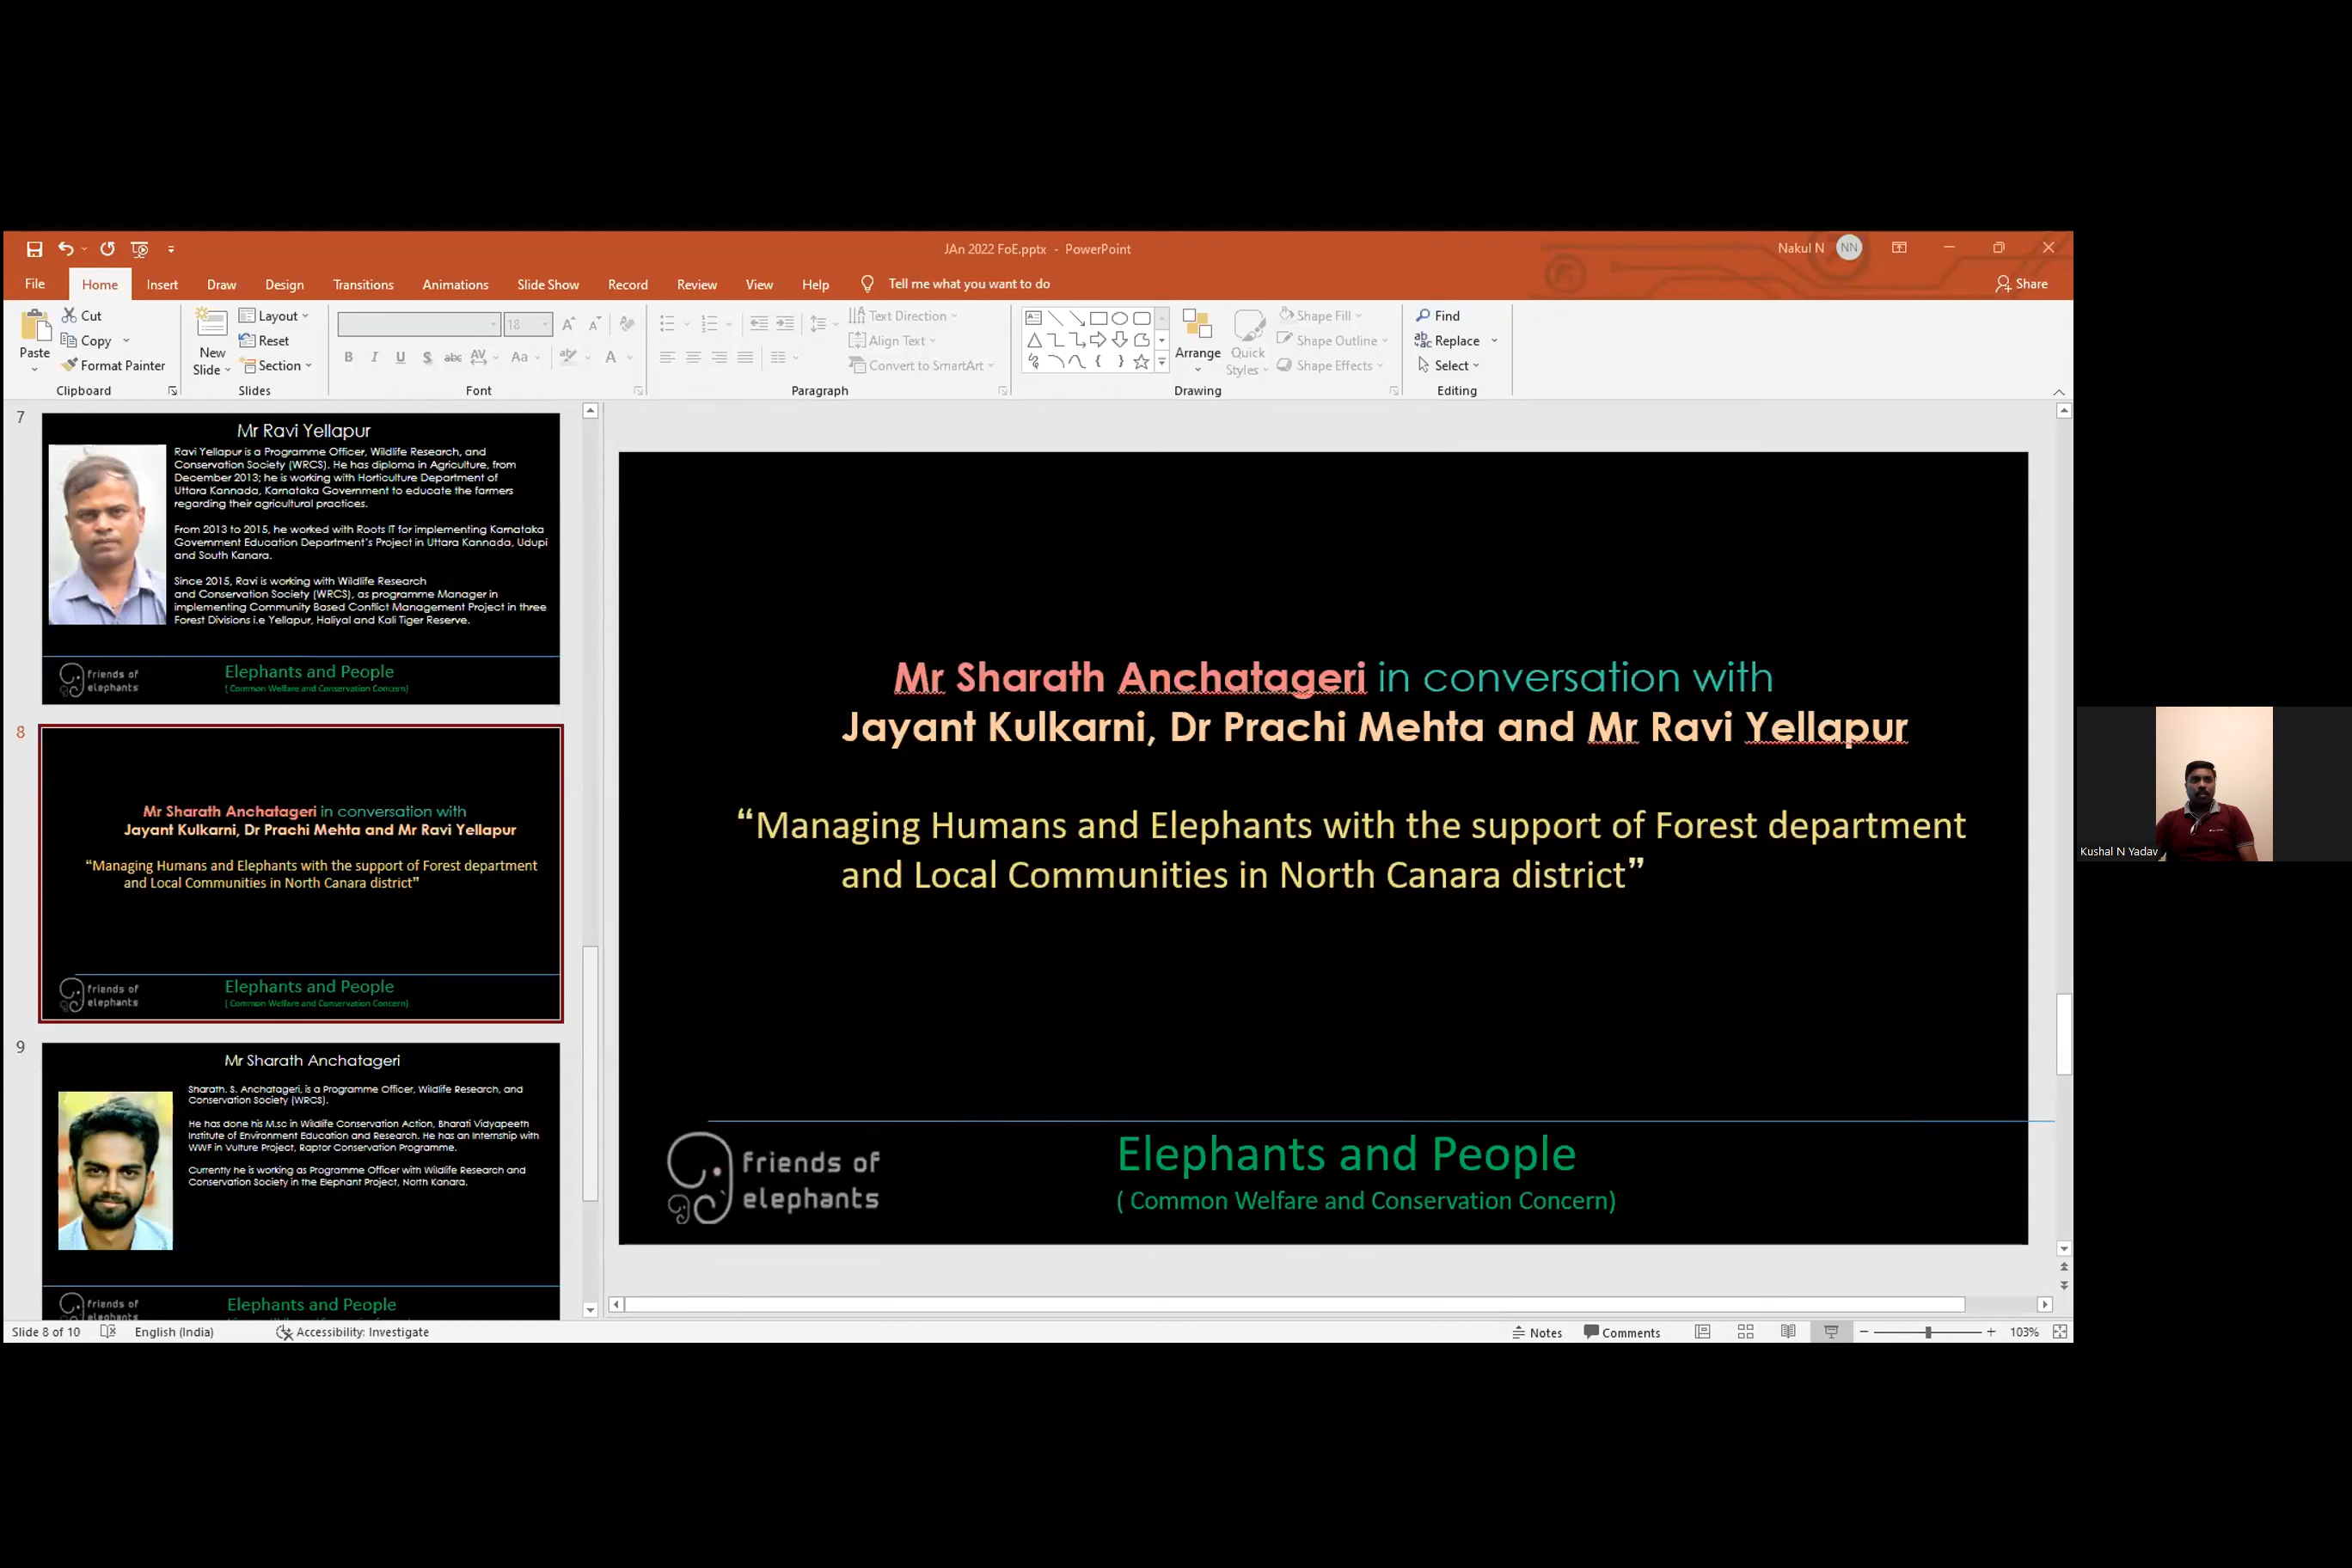 JAn 2022 FoE.pptx - PowerPoint
Nakul N
NN
File
Home
Insert
Draw
Design
Transitions
Animations
Slide Show
Record
Review
View
Help
Tell me what you want to do
Share
Paste
Cut
Copy
Format Painter
Clipboard
New
Slide
Layout
Reset
Section
Slides
18
Font
Text Direction
Align Text
Convert to SmartArt
Paragraph
Arrange
Quick
Styles
Shape Fill
Shape Outline
Shape Effects
Drawing
Find
Replace
Select
Editing
7
Mr Ravi Yellapur
Ravi Yellapur is a Programme Officer, Wildlife Research, and
Conservation Society (WRCS). He has diploma in Agriculture, from
December 2013; he is working with Horticulture Department of
Uttara Kannada, Karnataka Government to educate the farmers
regarding their agricultural practices.
From 2013 to 2015, he worked with Roots IT for implementing Karnataka
Government Education Department's Project in Uttara Kannada, Udupi
and South Kanara.
Since 2015, Ravi is working with Wildlife Research
and Conservation Society (WRCS), as programme Manager in
implementing Community Based Conflict Management Project in three
Forest Divisions i.e Yellapur, Haliyal and Kali Tiger Reserve.
friends of
elephants
Elephants and People
( Common Welfare and Conservation Concern)
8
Mr Sharath Anchatageri in conversation with
Jayant Kulkarni, Dr Prachi Mehta and Mr Ravi Yellapur
“Managing Humans and Elephants with the support of Forest department
and Local Communities in North Canara district”
friends of
elephants
Elephants and People
( Common Welfare and Conservation Concern)
9
Mr Sharath Anchatageri
Sharath. S. Anchatageri, is a Programme Officer, Wildlife Research, and
Conservation Society (WRCS).
He has done his M.sc in Wildlife Conservation Action, Bharati Vidyapeeth
Institute of Environment Education and Research. He has an Internship with
WWF in Vulture Project, Raptor Conservation Programme.
Currently he is working as Programme Officer with Wildlife Research and
Conservation Society in the Elephant Project, North Kanara.
friends of
elephants
Elephants and People
Mr Sharath Anchatageri in conversation with
Jayant Kulkarni, Dr Prachi Mehta and Mr Ravi Yellapur
“Managing Humans and Elephants with the support of Forest department
and Local Communities in North Canara district”
friends of
elephants
Elephants and People
( Common Welfare and Conservation Concern)
Kushal N Yadav
Slide 8 of 10
English (India)
Accessibility: Investigate
Notes
Comments
103%